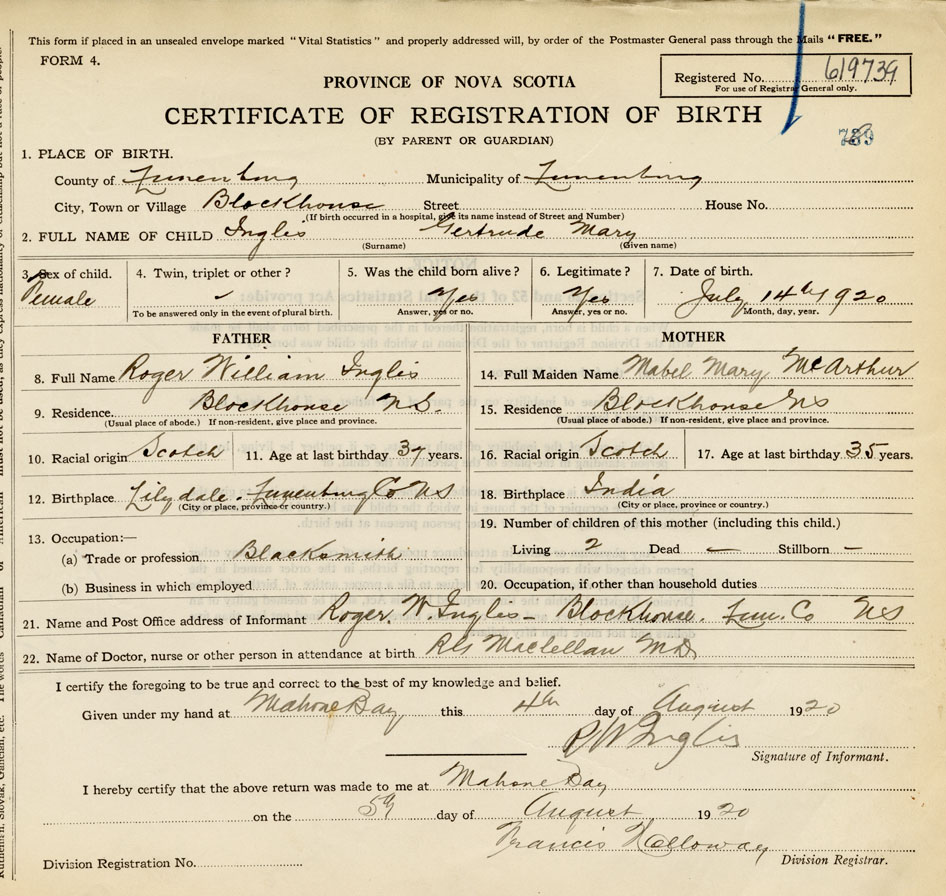 This form if placed in an unsealed envelope marked "Vital Statistics" and properly addressed will, by order of the Postmaster General pass through the Mails "FREE."
FORM 4.
Registered No. 619739
For use of Registrar General only.
PROVINCE OF NOVA SCOTIA
CERTIFICATE OF REGISTRATION OF BIRTH
(BY PARENT OR GUARDIAN)
789
1. PLACE OF BIRTH.
County of Lunenburg Municipality of Lunenburg
City, Town or Village Blockhouse Street House No.
(If birth occurred in a hospital, give its name instead of Street and Number)
2. FULL NAME OF CHILD Inglis Gertrude Mary
(Surname) (Given name)
3. Sex of child. 4. Twin, triplet or other? 5. Was the child born alive? 6. Legitimate? 7. Date of birth.
Female Yes Yes July 14th 1920
To be answered only in the event of plural birth. Answer, yes or no. Answer, yes or no. Month, day, year.
FATHER MOTHER
8. Full Name Roger William Inglis 14. Full Maiden Name Mabel Mary McArthur
9. Residence Blockhouse N.S. 15. Residence Blockhouse NS
(Usual place of abode.) If non-resident, give place and province. (Usual place of abode.) If non-resident, give place and province.
10. Racial origin Scotch 11. Age at last birthday 37 years. 16. Racial origin Scotch 17. Age at last birthday 35 years.
12. Birthplace Lilydale. Lunenburg Co NS 18. Birthplace India
(City or place, province or country.) (City or place, province or country.)
13. Occupation:— 19. Number of children of this mother (including this child.)
(a) Trade or profession Blacksmith Living 2 Dead — Stillborn —
(b) Business in which employed 20. Occupation, if other than household duties
21. Name and Post Office address of Informant Roger. W. Inglis – Blockhouse. Lun. Co NS
22. Name of Doctor, nurse or other person in attendance at birth Maclellan MD
I certify the foregoing to be true and correct to the best of my knowledge and belief.
Given under my hand at Mahone Bay this 4th day of August 1920
R W Inglis
Signature of Informant.
I hereby certify that the above return was made to me at Mahone Bay
on the day of August 1920
Francis Holloway
Division Registration No. Division Registrar.